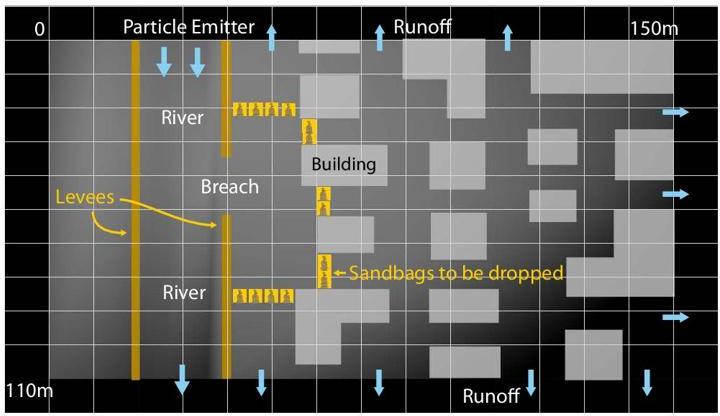 0
Particle Emitter
Runoff
150m
River
Building
Breach
Levees
Sandbags to be dropped
River
110m
Runoff